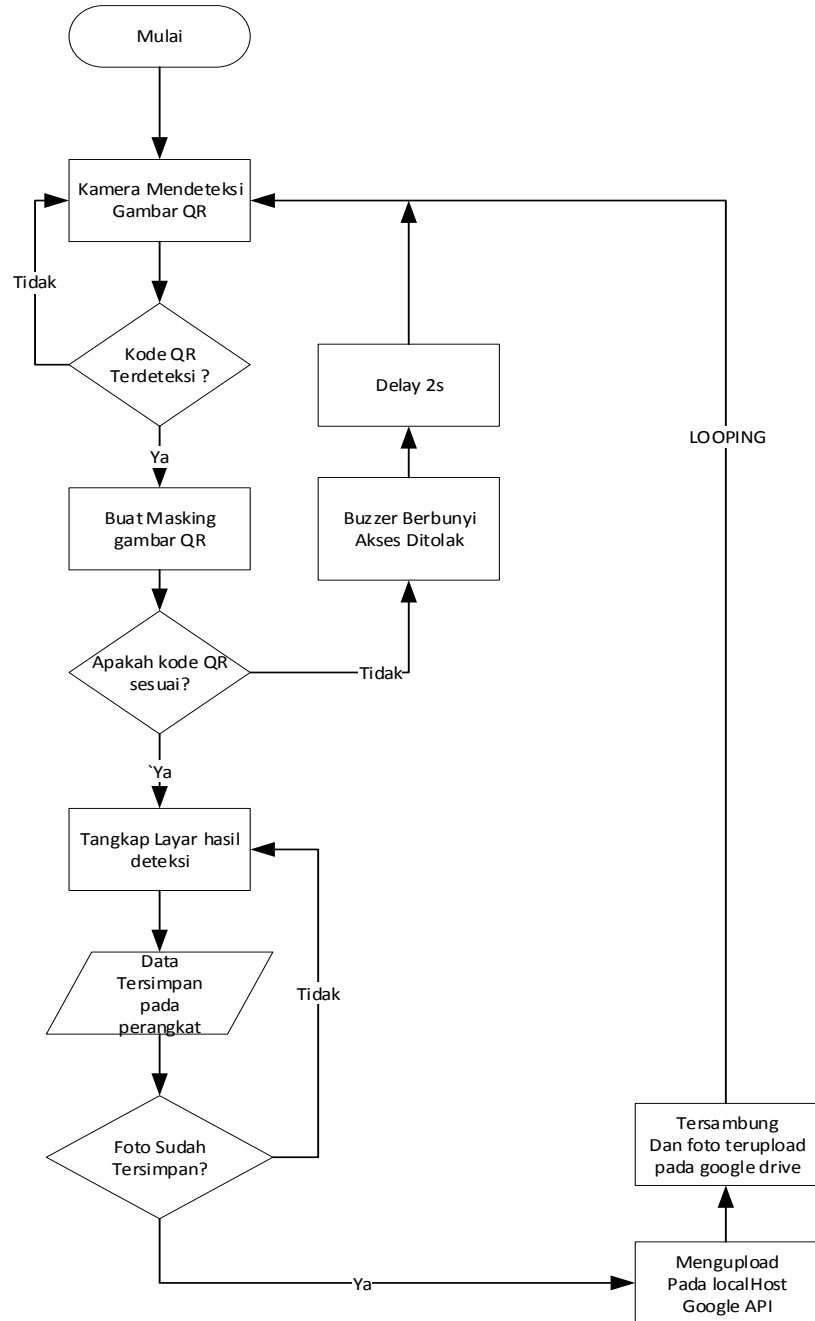 Mulai
Kamera Mendeteksi
Gambar QR
Tidak
Kode QR
Terdeteksi ?
Ya
Buat Masking
gambar QR
Apakah kode QR
sesuai?
Tidak
Buzzer Berbunyi
Akses Ditolak
Delay 2s
`Ya
Tangkap Layar hasil
deteksi
Data
Tersimpan
pada
perangkat
Tidak
Foto Sudah
Tersimpan?
Ya
Mengupload
Pada localHost
Google API
Tersambung
Dan foto terupload
pada google drive
LOOPING